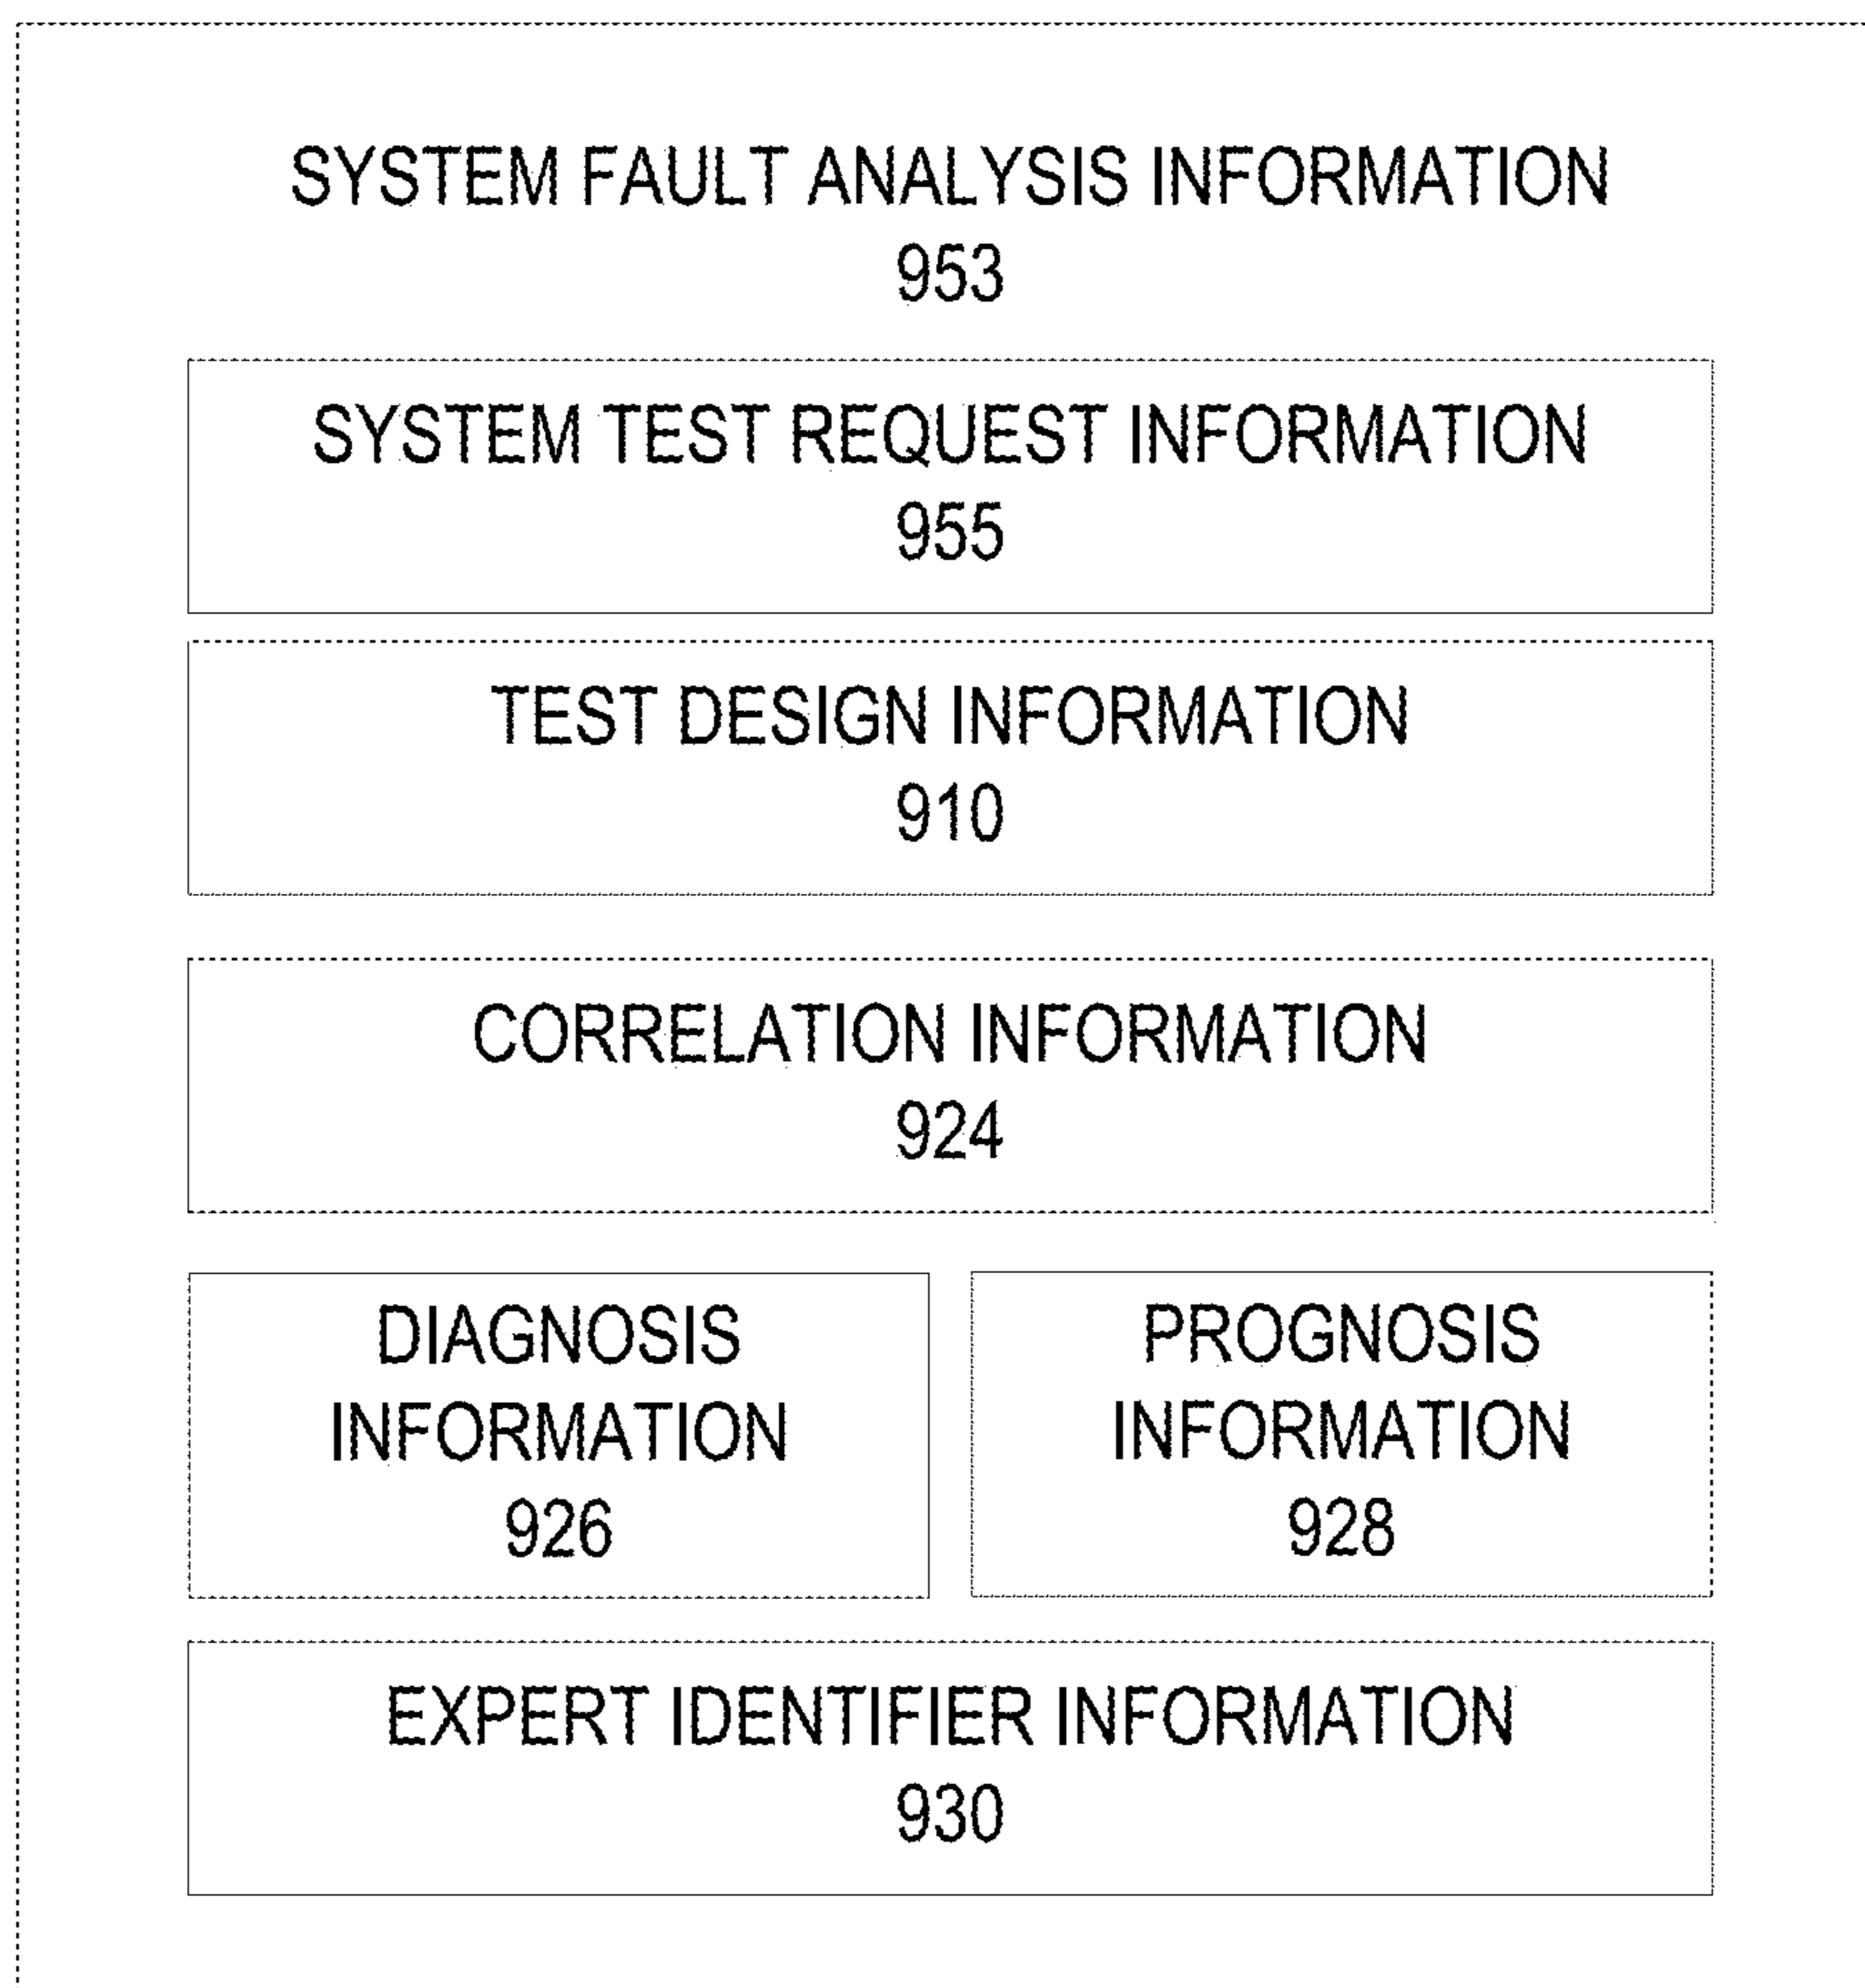 SYSTEM FAULT ANALYSIS INFORMATION
953
SYSTEM TEST REQUEST INFORMATION
955
TEST DESIGN INFORMATION
910
CORRELATION INFORMATION
924
DIAGNOSIS
INFORMATION
926
PROGNOSIS
INFORMATION
928
EXPERT IDENTIFIER INFORMATION
930